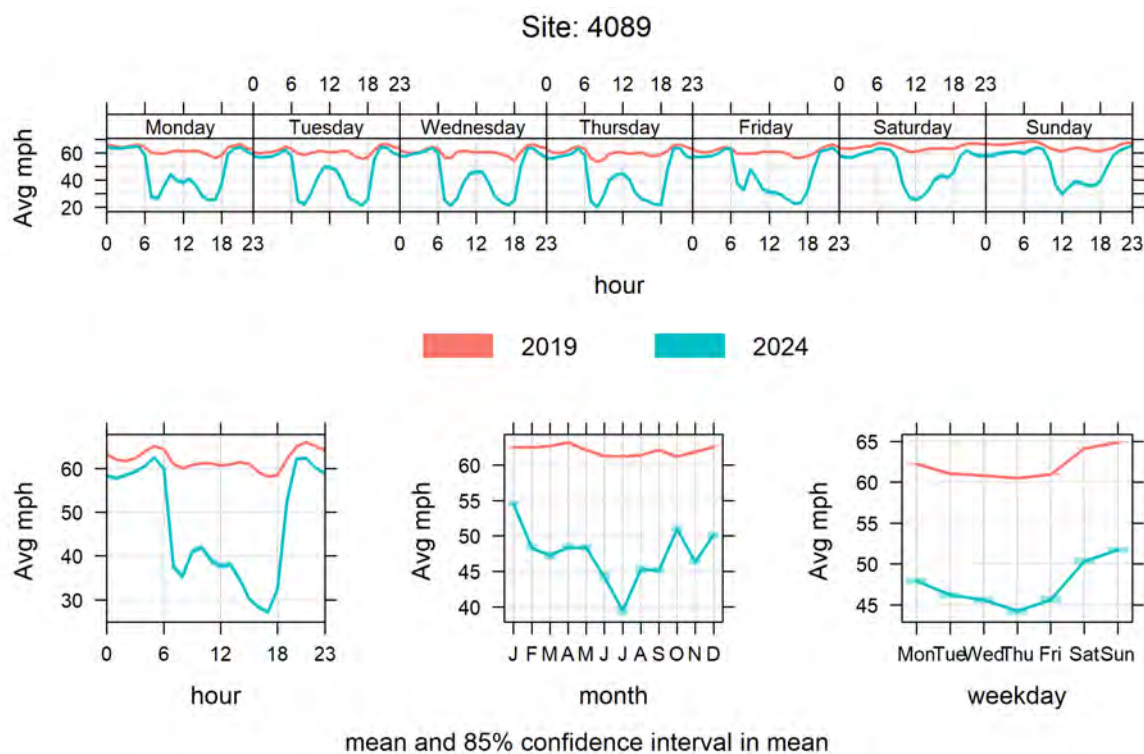 Site: 4089
0 6 12 18 23 0 6 12 18 23 0 6 12 18 23
Monday Tuesday Wednesday Thursday Friday Saturday Sunday
Avg mph
60
40
20
0 6 12 18 23 0 6 12 18 23 0 6 12 18 23 0 6 12 18 23
hour
2019 2024
Avg mph
60
50
40
30
0 6 12 18 23
hour
Avg mph
60
55
50
45
40
J F M A M J J A S O N D
month
Avg mph
65
60
55
50
45
Mon Tue Wed Thu Fri Sat Sun
weekday
mean and 85% confidence interval in mean